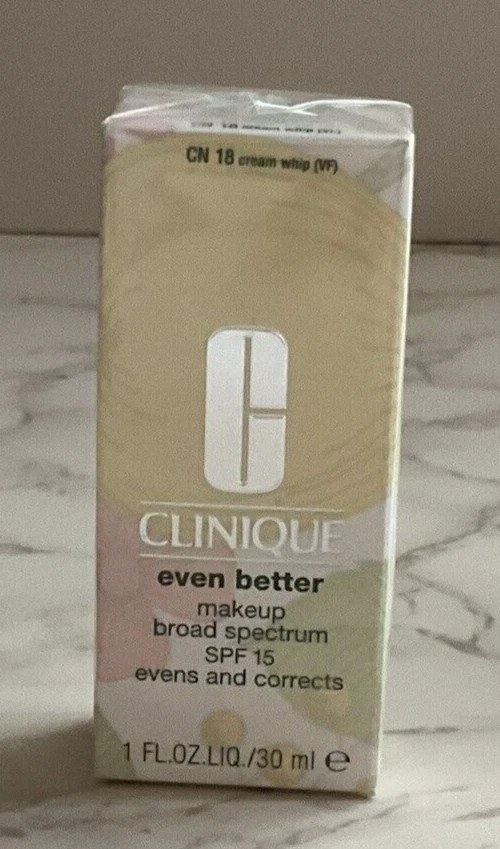 CN 18 cream whip (VF)
CLINIQUE
even better
makeup
broad spectrum
SPF 15
evens and corrects
1 FL.OZ.LIQ./30 ml ℮